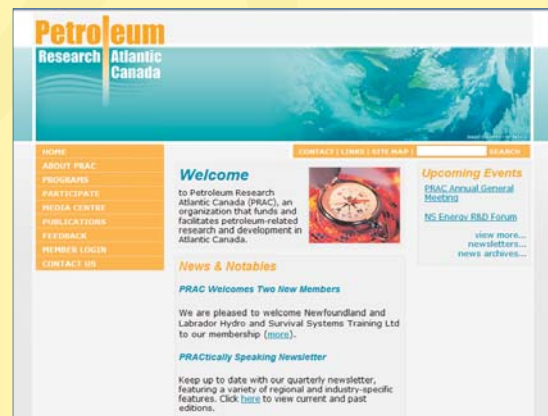 Petroleum
Research Atlantic
Canada
CONTACT | LINKS | SITE MAP | SEARCH
HOME
ABOUT PRAC
PROGRAMS
PARTICIPATE
MEDIA CENTRE
PUBLICATIONS
FEEDBACK
MEMBER LOGIN
CONTACT US
Welcome
to Petroleum Research
Atlantic Canada (PRAC), an
organization that funds and
facilitates petroleum-related
research and development in
Atlantic Canada.
News & Notables
PRAC Welcomes Two New Members
We are pleased to welcome Newfoundland and
Labrador Hydro and Survival Systems Training Ltd
to our membership (more).
PRACtically Speaking Newsletter
Keep up to date with our quarterly newsletter,
featuring a variety of regional and industry-specific
features. Click here to view current and past
editions.
Upcoming Events
PRAC Annual General
Meeting
NS Energy R&D Forum
view more...
newsletters...
news archives...